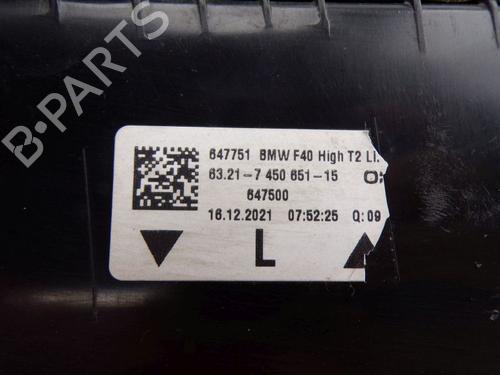 647751 BMW F40 High T2 LI.
63.21-7 450 651-15
647500
16.12.2021 07:52:25 Q:09
L
B-PARTS